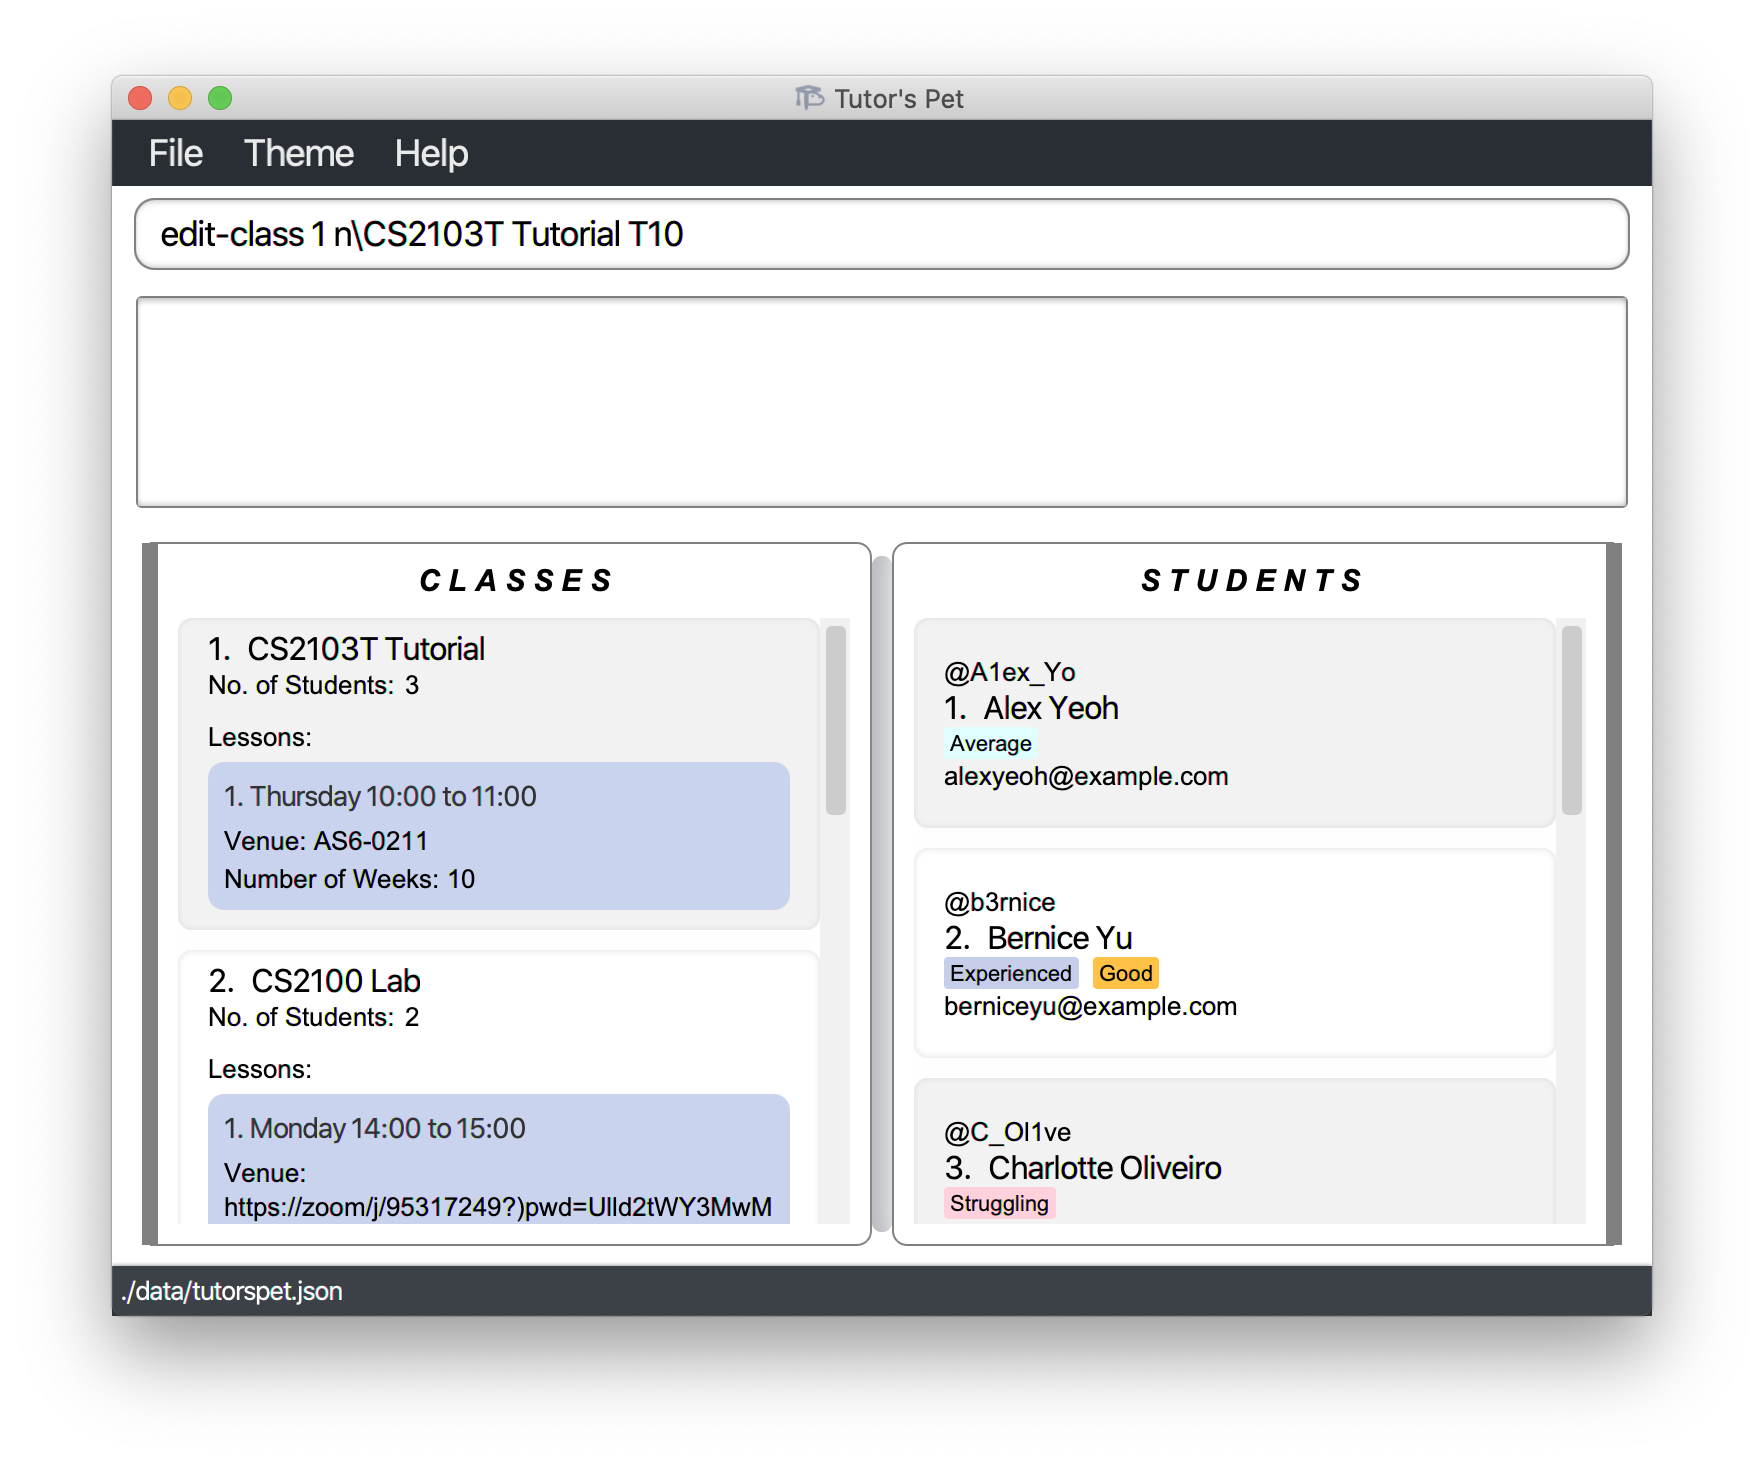 Tutor's Pet
File Theme Help
edit-class 1 n\CS2103T Tutorial T10
CLASSES
1. CS2103T Tutorial
No. of Students: 3
Lessons:
1. Thursday 10:00 to 11:00
Venue: AS6-0211
Number of Weeks: 10
2. CS2100 Lab
No. of Students: 2
Lessons:
1. Monday 14:00 to 15:00
Venue:
https://zoom/j/95317249?)pwd=Ulld2tWY3MwM
STUDENTS
@A1ex_Yo
1. Alex Yeoh
Average
alexyeoh@example.com
@b3rnice
2. Bernice Yu
Experienced Good
berniceyu@example.com
@C_Ol1ve
3. Charlotte Oliveiro
Struggling
./data/tutorspet.json